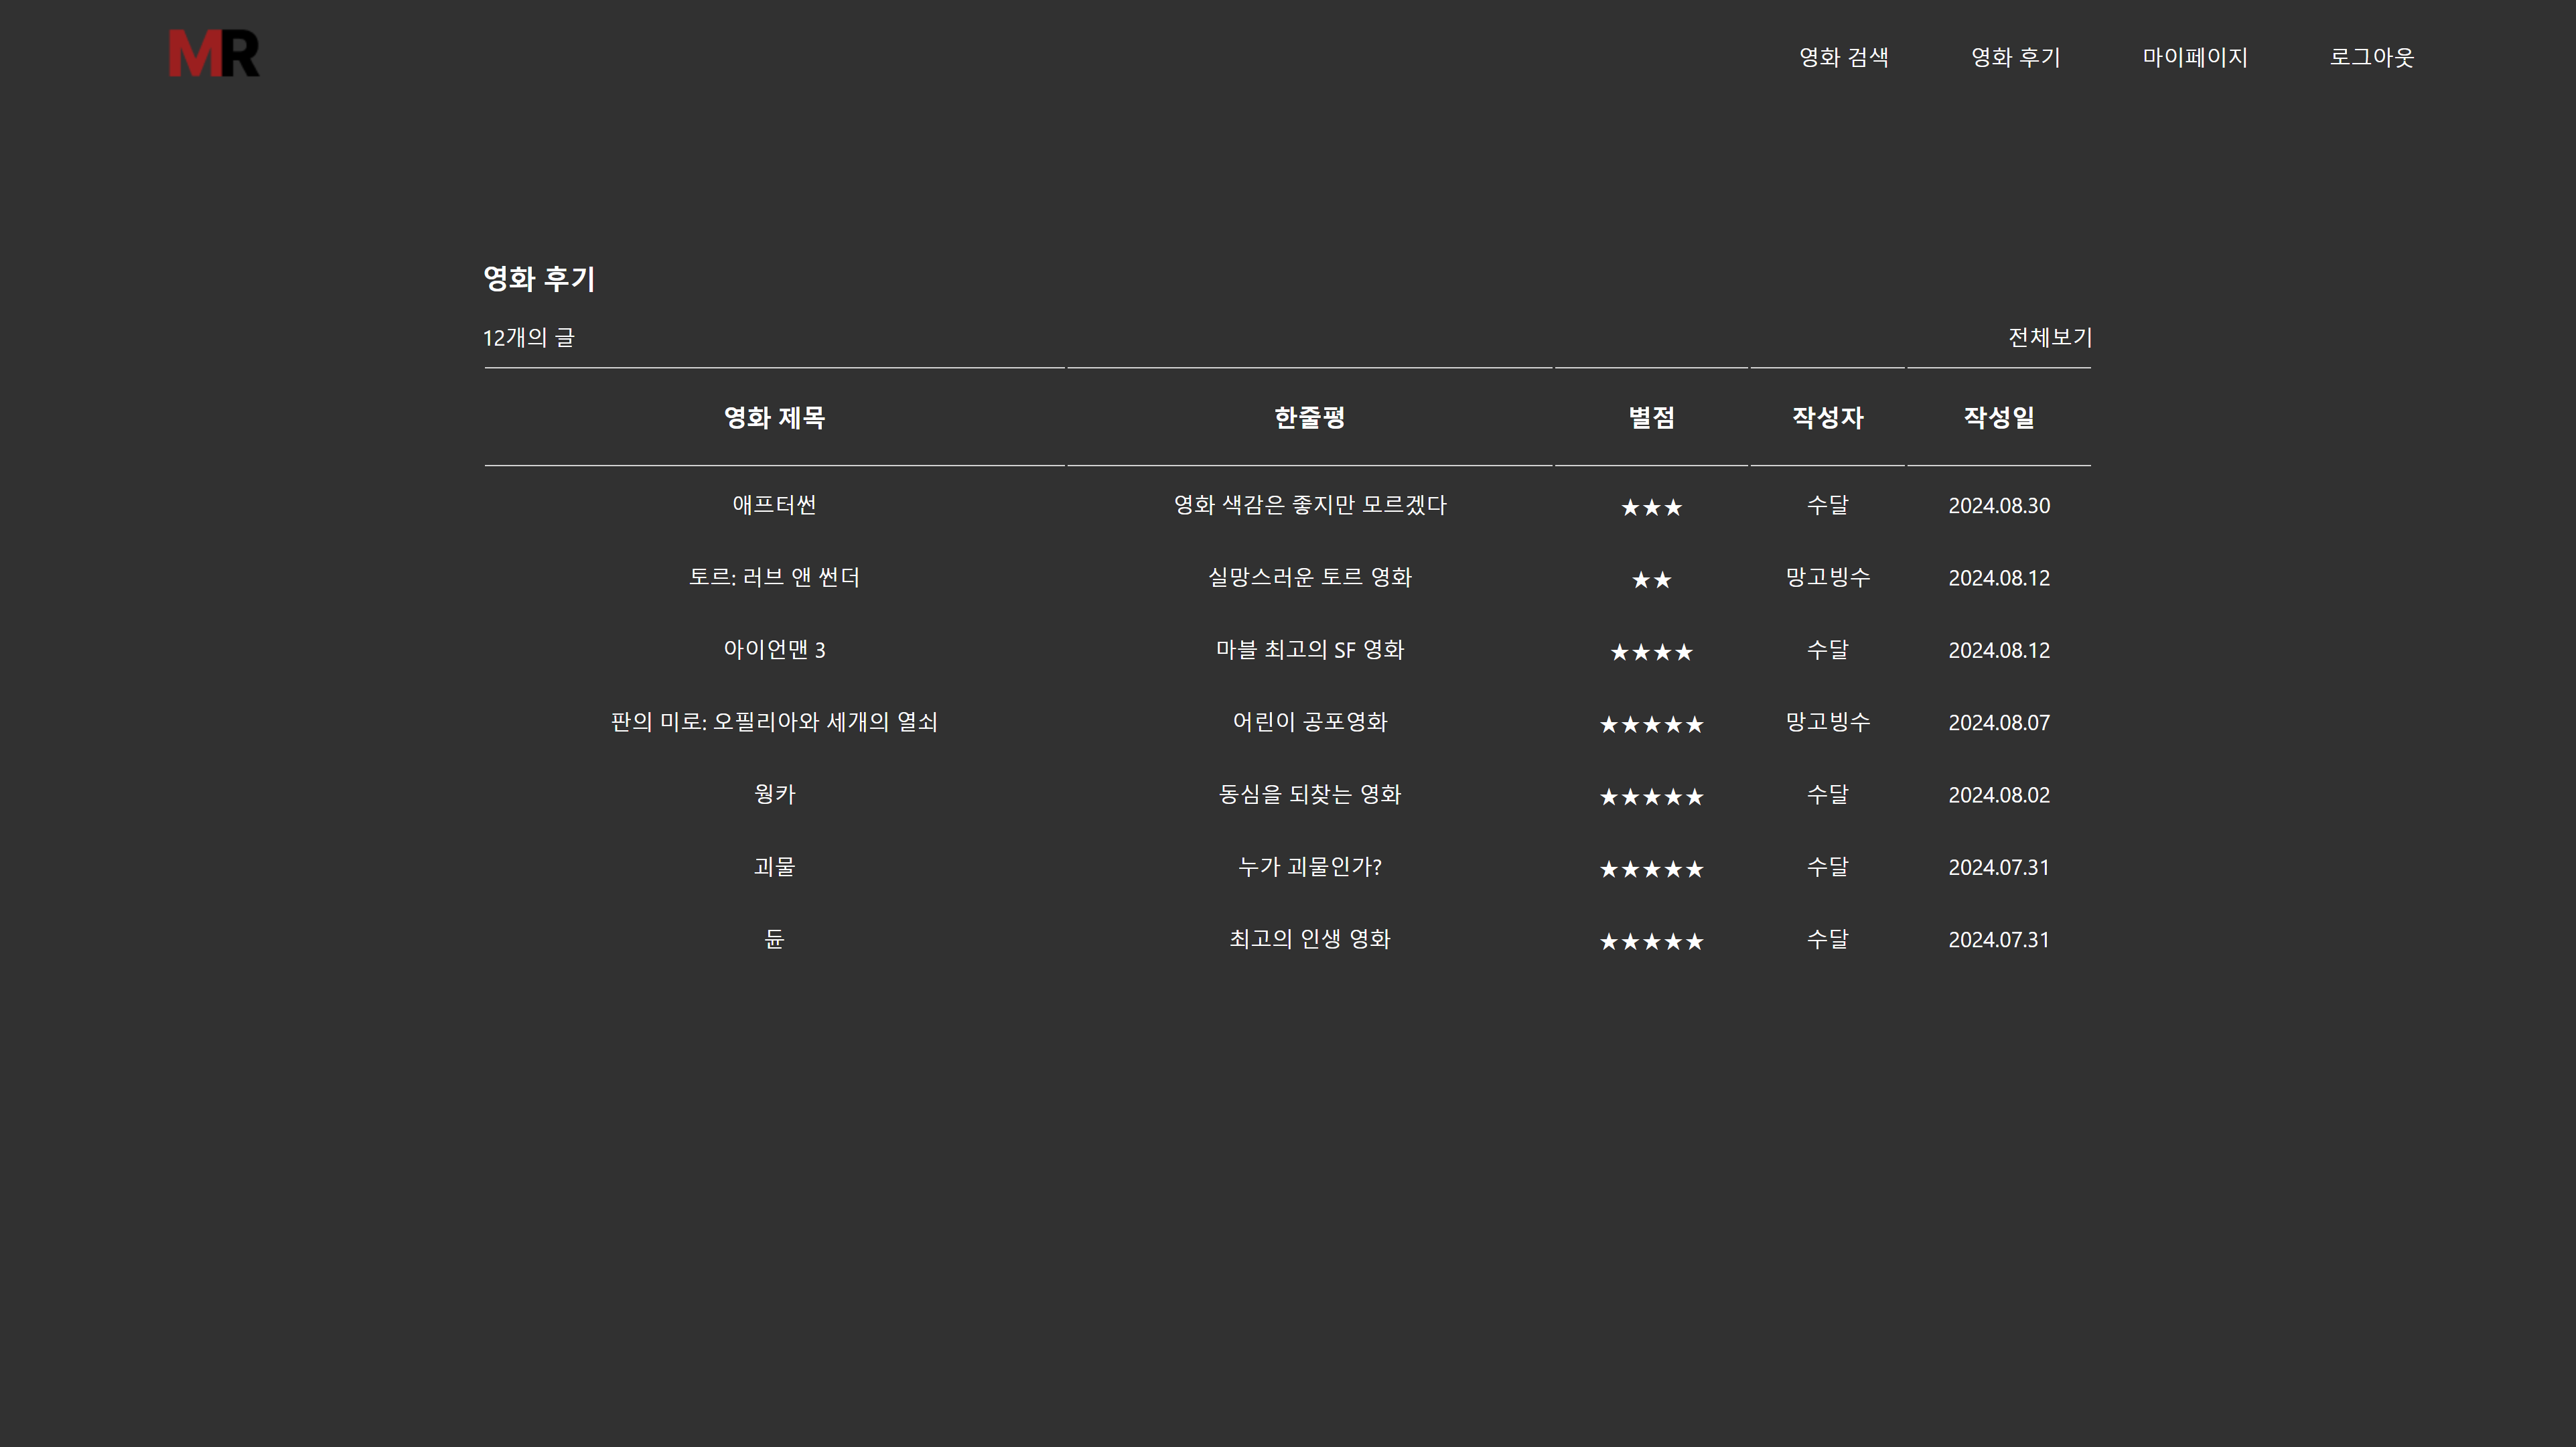 MR
영화 검색 영화 후기 마이페이지 로그아웃
영화 후기
12개의 글 전체보기
영화 제목 한줄평 별점 작성자 작성일
애프터썬 영화 색감은 좋지만 모르겠다 ★★★ 수달 2024.08.30
토르: 러브 앤 썬더 실망스러운 토르 영화 ★★ 망고빙수 2024.08.12
아이언맨 3 마블 최고의 SF 영화 ★★★★ 수달 2024.08.12
판의 미로: 오필리아와 세개의 열쇠 어린이 공포영화 ★★★★★ 망고빙수 2024.08.07
웡카 동심을 되찾는 영화 ★★★★★ 수달 2024.08.02
괴물 누가 괴물인가? ★★★★★ 수달 2024.07.31
듄 최고의 인생 영화 ★★★★★ 수달 2024.07.31